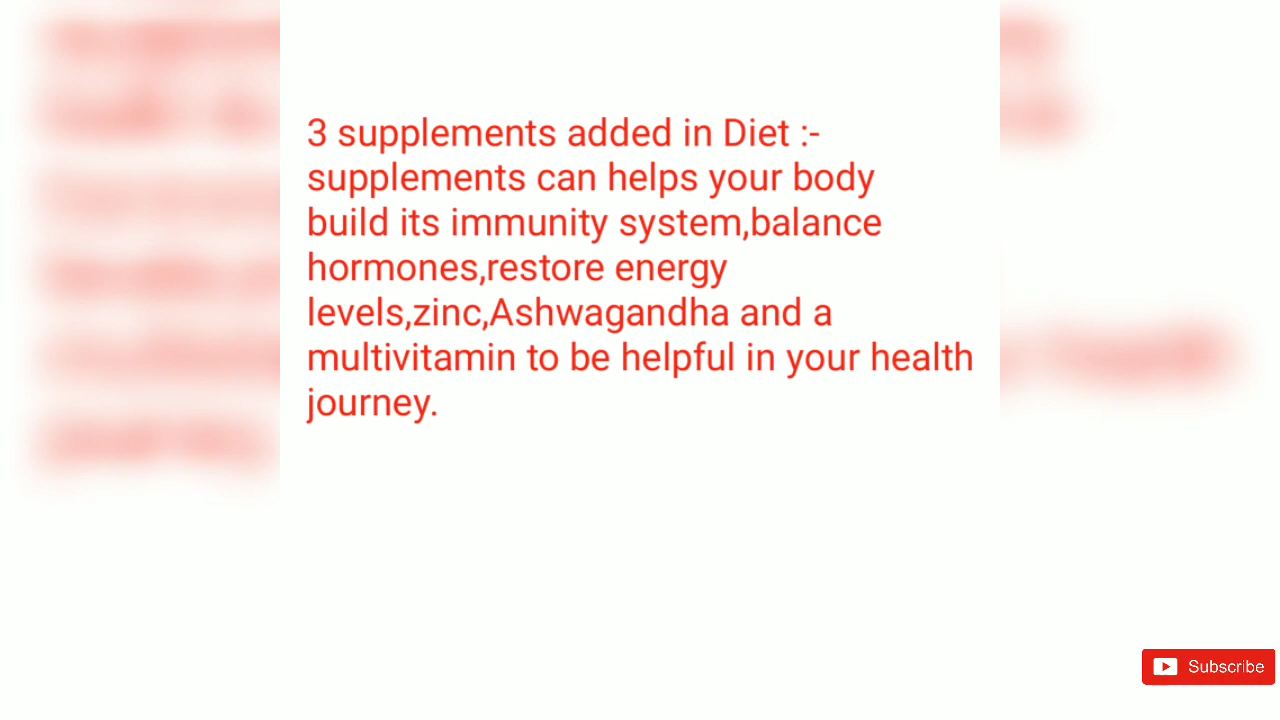 3 supplements added in Diet :-
supplements can helps your body
build its immunity system,balance
hormones,restore energy
levels,zinc,Ashwagandha and a
multivitamin to be helpful in your health
journey.
Subscribe